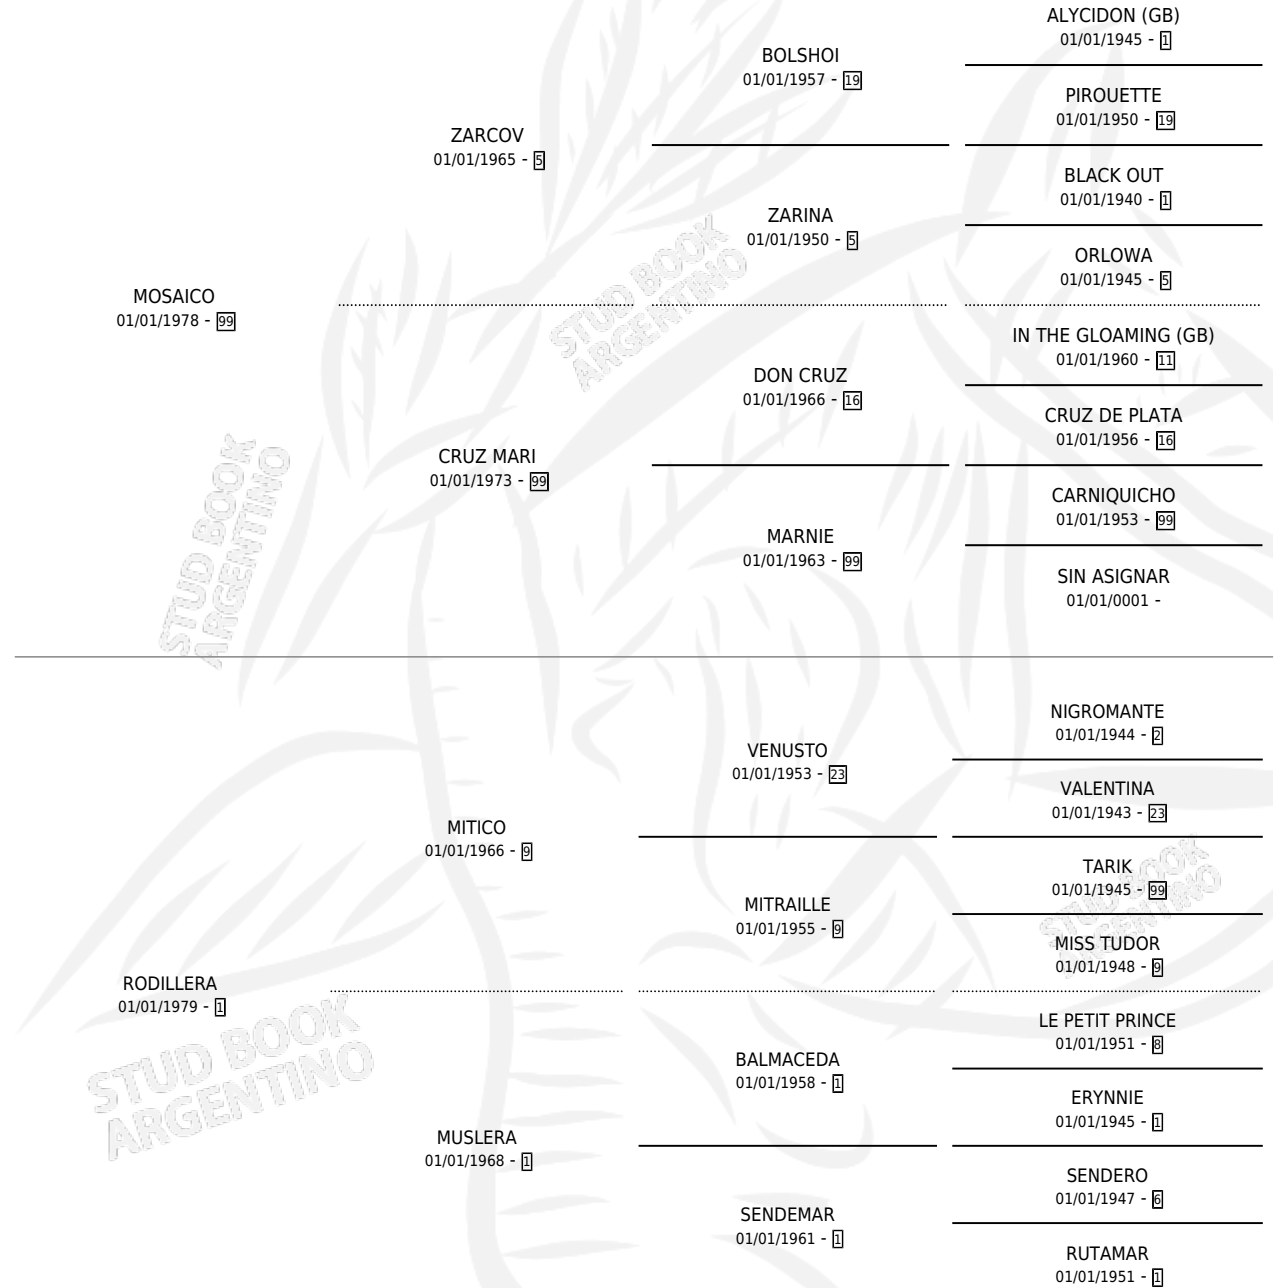 ALYCIDON (GB)
01/01/1945 - 1
BOLSHOI
01/01/1957 - 19
PIROUETTE
01/01/1950 - 19
ZARCOV
01/01/1965 - 5
BLACK OUT
01/01/1940 - 1
ZARINA
01/01/1950 - 5
ORLOWA
01/01/1945 - 5
MOSAICO
01/01/1978 - 99
IN THE GLOAMING (GB)
01/01/1960 - 11
DON CRUZ
01/01/1966 - 16
CRUZ DE PLATA
01/01/1956 - 16
CRUZ MARI
01/01/1973 - 99
CARNIQUICHO
01/01/1953 - 99
MARNIE
01/01/1963 - 99
SIN ASIGNAR
01/01/0001 -
STUD BOOK
ARGENTINO
STUD BOOK
ARGENTINO
NIGROMANTE
01/01/1944 - 2
VENUSTO
01/01/1953 - 23
VALENTINA
01/01/1943 - 23
MITICO
01/01/1966 - 9
TARIK
01/01/1945 - 99
MITRAILLE
01/01/1955 - 9
MISS TUDOR
01/01/1948 - 9
RODILLERA
01/01/1979 - 1
LE PETIT PRINCE
01/01/1951 - 8
BALMACEDA
01/01/1958 - 1
ERYNNIE
01/01/1945 - 1
MUSLERA
01/01/1968 - 1
SENDERO
01/01/1947 - 6
SENDEMAR
01/01/1961 - 1
RUTAMAR
01/01/1951 - 1
STUD BOOK
ARGENTINO
STUD BOOK
ARGENTINO